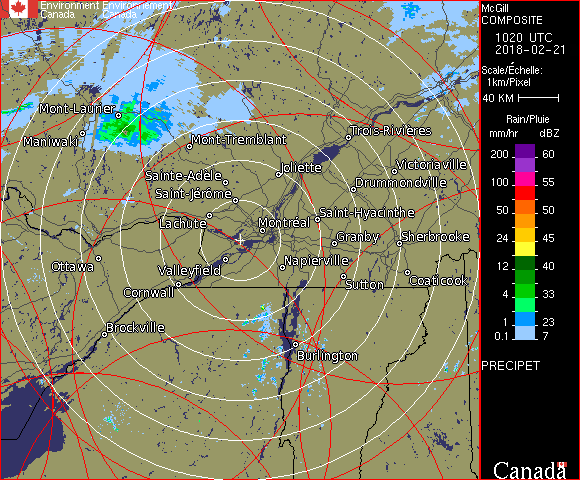 Environment Environnement
Canada Canada
Mont-Laurier
Maniwaki
Mont-Tremblant
Trois-Rivières
Sainte-Adèle
Joliette
Victoriaville
Saint-Jérôme
Drummondville
Lachute
Montréal
Saint-Hyacinthe
Granby
Sherbrooke
Ottawa
Valleyfield
Napierville
Cornwall
Sutton
Coaticook
Brockville
Burlington
McGill
COMPOSITE
1020 UTC
2018-02-21
Scale/Échelle:
1km/Pixel
40 KM
Rain/Pluie
mm/hr dBZ
200 60
100 55
50 50
24 45
12 40
4 33
1 23
0.1 7
PRECIPET
Canada